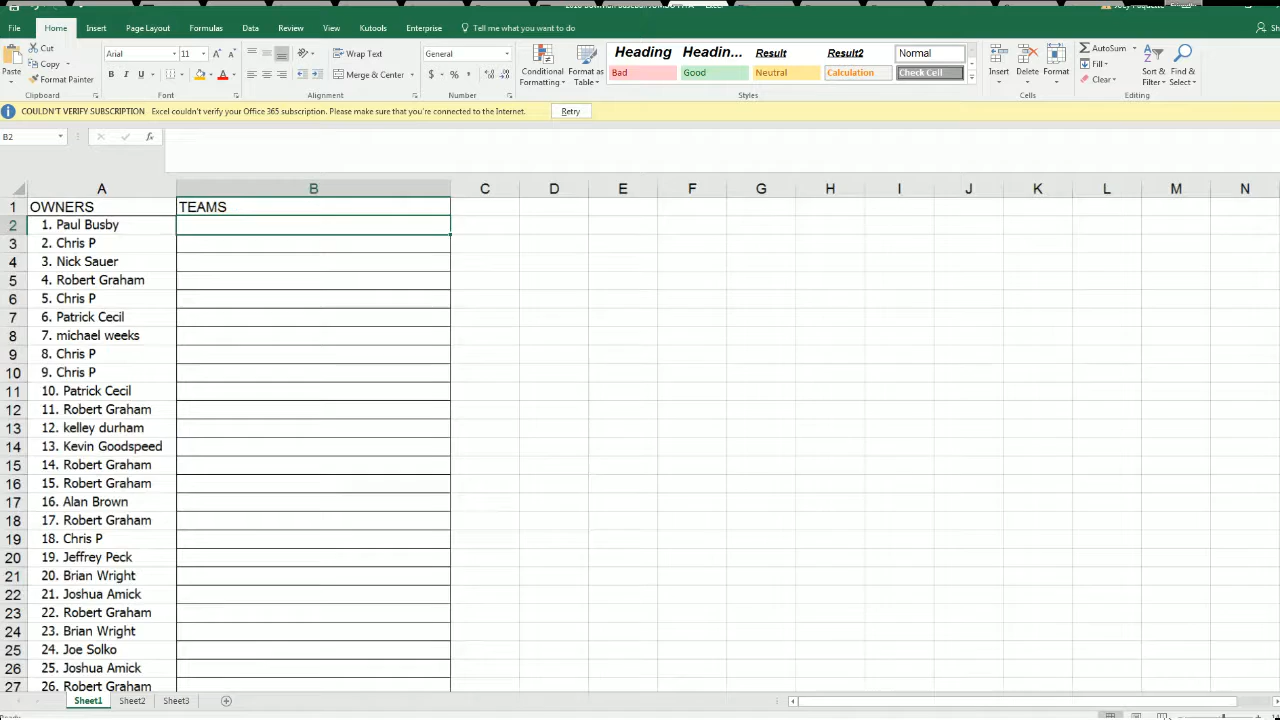 File Home Insert Page Layout Formulas Data Review View Kutools Enterprise Tell me what you want to do
Cut
Copy
Format Painter
Paste
Clipboard
Arial 11
B I U
Font
Wrap Text
Merge & Center
Alignment
General
$ % ,
Number
Conditional Formatting
Format as Table
Heading Headin... Result Result2 Normal
Bad Good Neutral Calculation Check Cell
Styles
Insert Delete Format
Cells
AutoSum
Fill
Clear
Sort & Filter
Find & Select
Editing
COULDN'T VERIFY SUBSCRIPTION Excel couldn't verify your Office 365 subscription. Please make sure that you're connected to the Internet. Retry
B2 fx
A B C D E F G H I J K L M N
1 OWNERS TEAMS
2 1. Paul Busby
3 2. Chris P
4 3. Nick Sauer
5 4. Robert Graham
6 5. Chris P
7 6. Patrick Cecil
8 7. michael weeks
9 8. Chris P
10 9. Chris P
11 10. Patrick Cecil
12 11. Robert Graham
13 12. kelley durham
14 13. Kevin Goodspeed
15 14. Robert Graham
16 15. Robert Graham
17 16. Alan Brown
18 17. Robert Graham
19 18. Chris P
20 19. Jeffrey Peck
21 20. Brian Wright
22 21. Joshua Amick
23 22. Robert Graham
24 23. Brian Wright
25 24. Joe Solko
26 25. Joshua Amick
27 26. Robert Graham
Sheet1 Sheet2 Sheet3